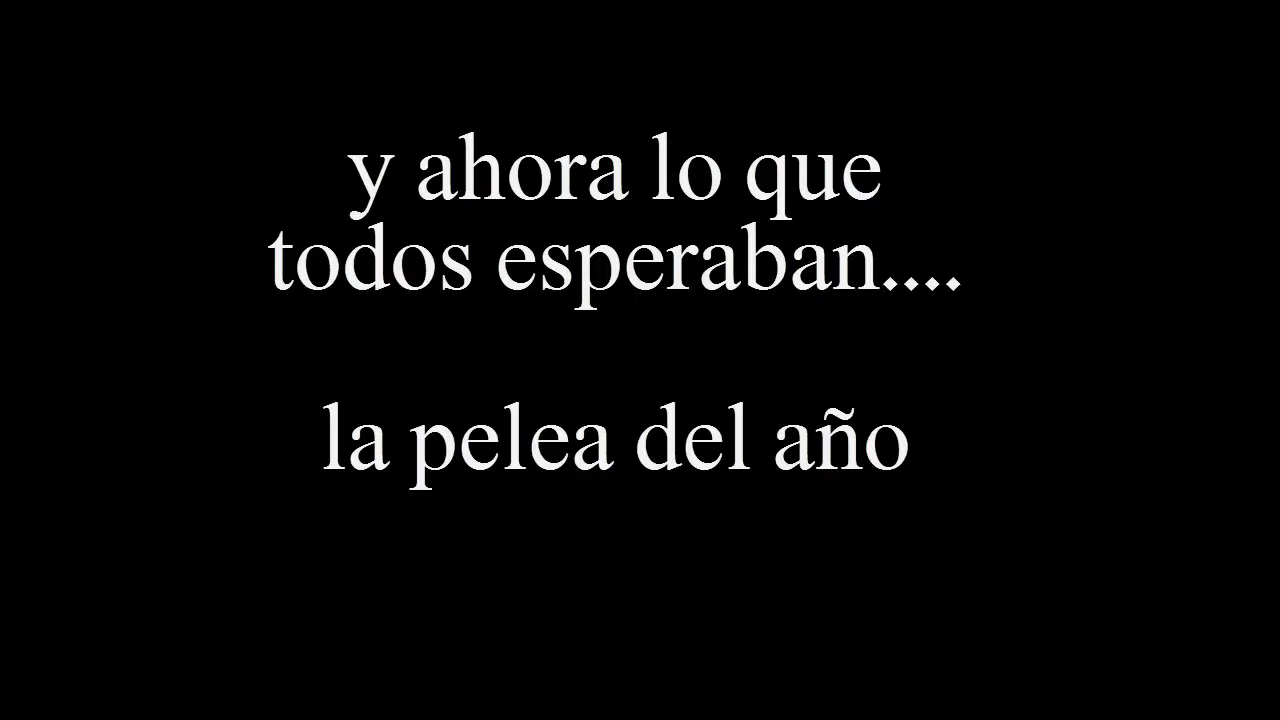 y ahora lo que
todos esperaban....
la pelea del año